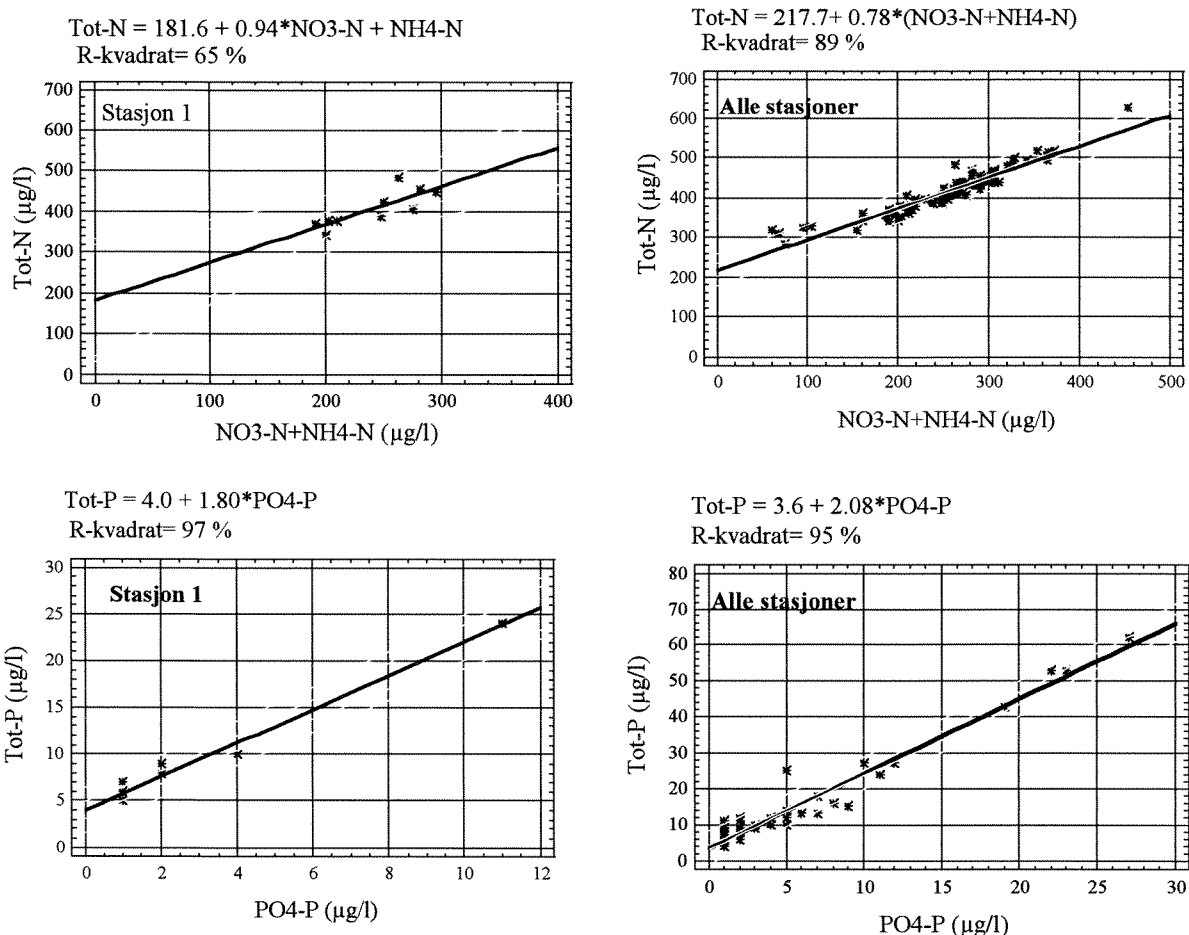 Tot-N = 181.6 + 0.94*NO3-N + NH4-N
R-kvadrat= 65 %
700
600
500
400
300
200
100
0
Tot-N (µg/l)
Stasjon 1
0 100 200 300 400
NO3-N+NH4-N (µg/l)
Tot-N = 217.7+ 0.78*(NO3-N+NH4-N)
R-kvadrat= 89 %
700
600
500
400
300
200
100
0
Tot-N (µg/l)
Alle stasjoner
0 100 200 300 400 500
NO3-N+NH4-N (µg/l)
Tot-P = 4.0 + 1.80*PO4-P
R-kvadrat= 97 %
30
25
20
15
10
5
0
Tot-P (µg/l)
Stasjon 1
0 2 4 6 8 10 12
PO4-P (µg/l)
Tot-P = 3.6 + 2.08*PO4-P
R-kvadrat= 95 %
80
70
60
50
40
30
20
10
0
Tot-P (µg/l)
Alle stasjoner
0 5 10 15 20 25 30
PO4-P (µg/l)